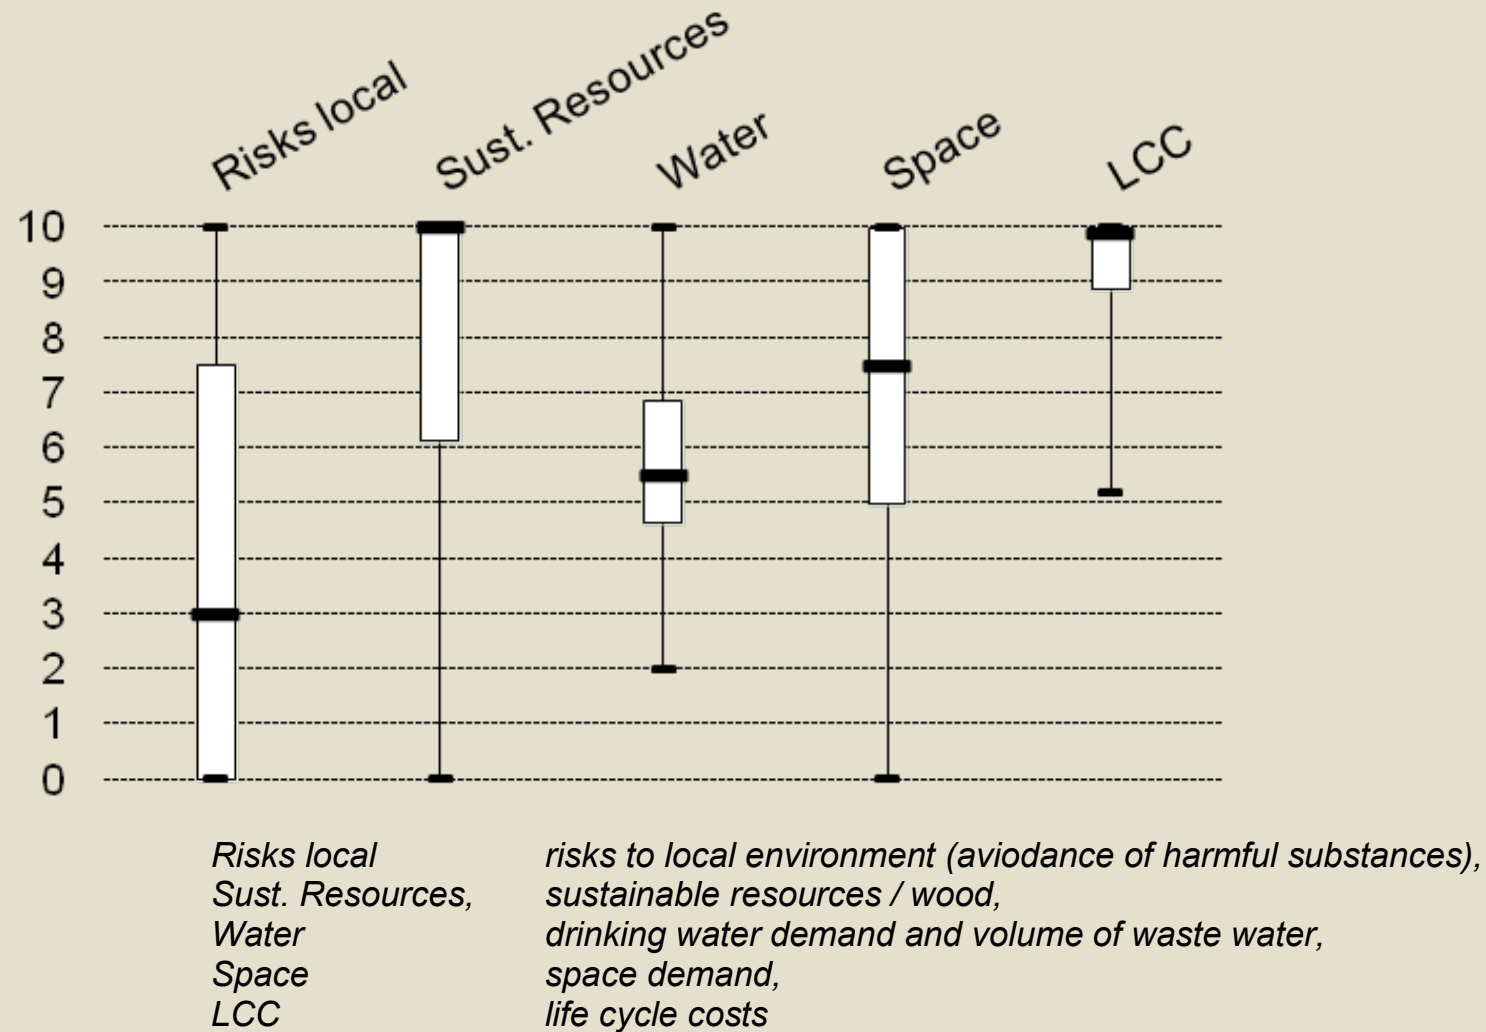 Risks local
Sust. Resources
Water
Space
LCC
10
9
8
7
6
5
4
3
2
1
0
Risks local risks to local environment (aviodance of harmful substances),
Sust. Resources, sustainable resources / wood,
Water drinking water demand and volume of waste water,
Space space demand,
LCC life cycle costs